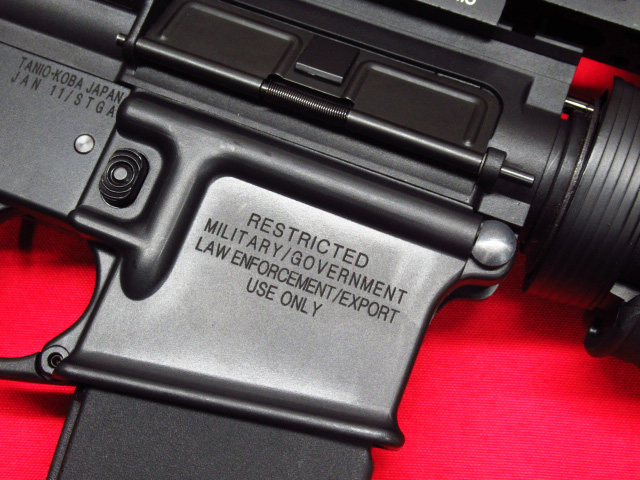 TANIO-KOBA JAPAN
JAN 11/STGA
RESTRICTED
MILITARY/GOVERNMENT
LAW ENFORCEMENT/EXPORT
USE ONLY